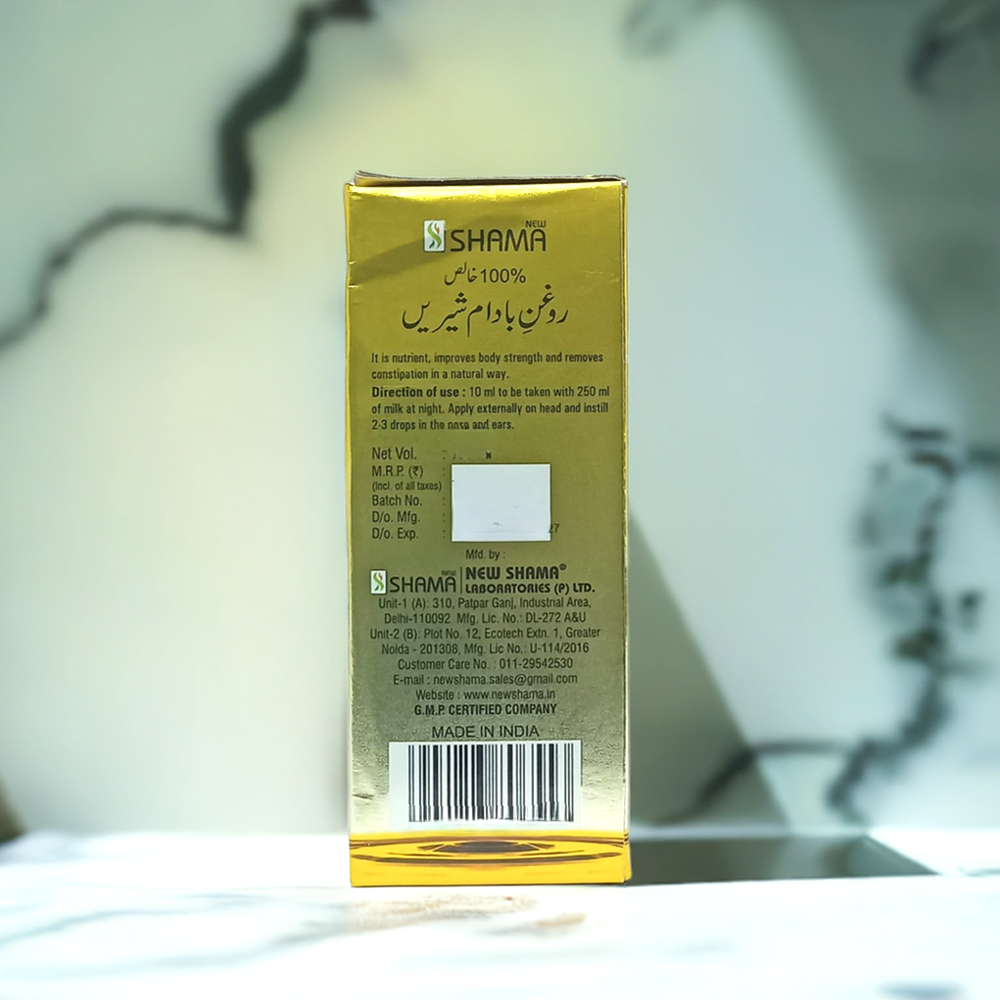 NEW
SHAMA
100% خالص
روغنِ بادام شیریں
It is nutrient, improves body strength and removes
constipation in a natural way.
Direction of use : 10 ml to be taken with 250 ml
of milk at night. Apply externally on head and instill
2-3 drops in the nose and ears.
Net Vol. :
M.R.P. (₹) :
(Incl. of all taxes)
Batch No. :
D/o. Mfg. :
D/o. Exp. : 27
Mfd. by :
NEW
SHAMA NEW SHAMA®
LABORATORIES (P) LTD.
Unit-1 (A): 310, Patpar Ganj, Industrial Area,
Delhi-110092 Mfg. Lic. No.: DL-272 A&U
Unit-2 (B): Plot No. 12, Ecotech Extn. 1, Greater
Noida - 201308, Mfg. Lic No.: U-114/2016
Customer Care No. : 011-29542530
E-mail : newshama.sales@gmail.com
Website : www.newshama.in
G.M.P. CERTIFIED COMPANY
MADE IN INDIA